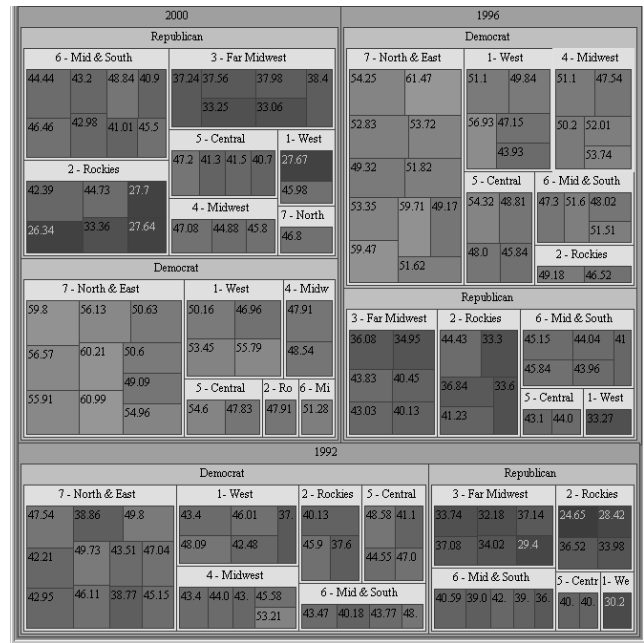 2000
Republican
6 - Mid & South
44.44 43.2 48.84 40.9
46.46 42.98 41.01 45.5
3 - Far Midwest
37.24 37.56 37.98 38.4
33.25 33.06
5 - Central
47.2 41.3 41.5 40.7
1- West
27.67
45.98
2 - Rockies
42.39 44.73 27.7
26.34 33.36 27.64
4 - Midwest
47.08 44.88 45.8
7 - North
46.8
Democrat
7 - North & East
59.8 56.13 50.63
56.57 60.21 50.6
49.09
55.91 60.99 54.96
1- West
50.16 46.96
53.45 55.79
4 - Midw
47.91
48.54
5 - Central
54.6 47.83
2 - Ro
47.91
6 - Mi
51.28
1996
Democrat
7 - North & East
54.25 61.47
52.83 53.72
49.32 51.82
53.35 59.71 49.17
59.47 51.62
1- West
51.1 49.84
56.93 47.15
43.93
4 - Midwest
51.1 47.54
50.2 52.01
53.74
5 - Central
54.32 48.81
48.0 45.84
6 - Mid & South
47.3 51.6 48.02
51.51
2 - Rockies
49.18 46.52
Republican
3 - Far Midwest
36.08 34.95
43.83 40.45
43.03 40.13
2 - Rockies
44.43 33.3
36.84 33.6
41.23
6 - Mid & South
45.15 44.04 41
45.84 43.96
5 - Central
43.1 44.0
1- West
33.27
1992
Democrat
7 - North & East
47.54 38.86 49.8
42.21 49.73 43.51 47.04
42.95 46.11 38.77 45.15
1- West
43.4 46.01 37.
48.09 42.48
2 - Rockies
40.13
45.9 37.6
5 - Central
48.58 41.1
44.55 47.0
4 - Midwest
43.4 44.0 43. 45.58
53.21
6 - Mid & South
43.47 40.18 43.77 48.
Republican
3 - Far Midwest
33.74 32.18 37.14
37.08 34.02 29.4
2 - Rockies
24.65 28.42
36.52 33.98
6 - Mid & South
40.59 39.0 42. 39. 36.
5 - Centr
40. 40.
1- We
30.2